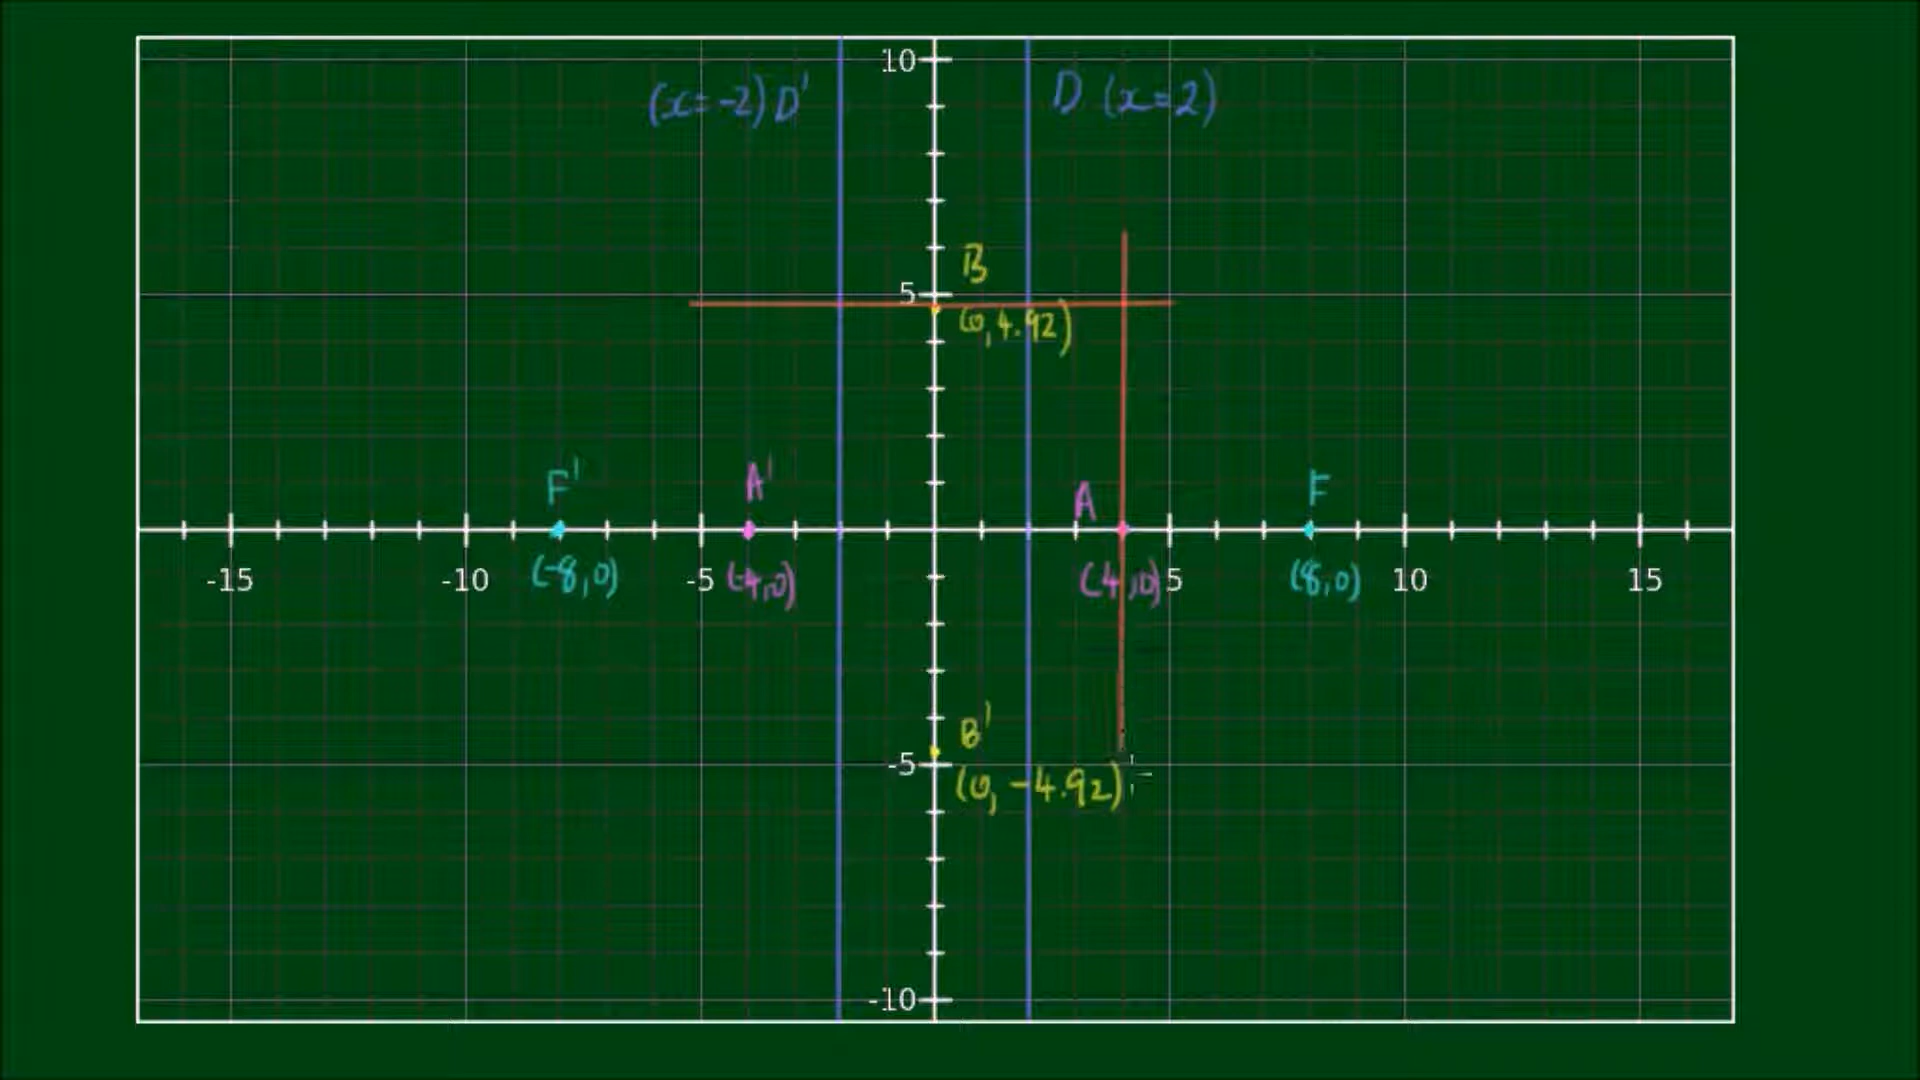 10
(x=-2) D'
D (x=2)
B
5
(0,4.92)
F'
A'
A
F
-15
-10
(-8,0)
-5
(-4,0)
(4,0)
5
(8,0)
10
15
B'
-5
(0, -4.92)
-10